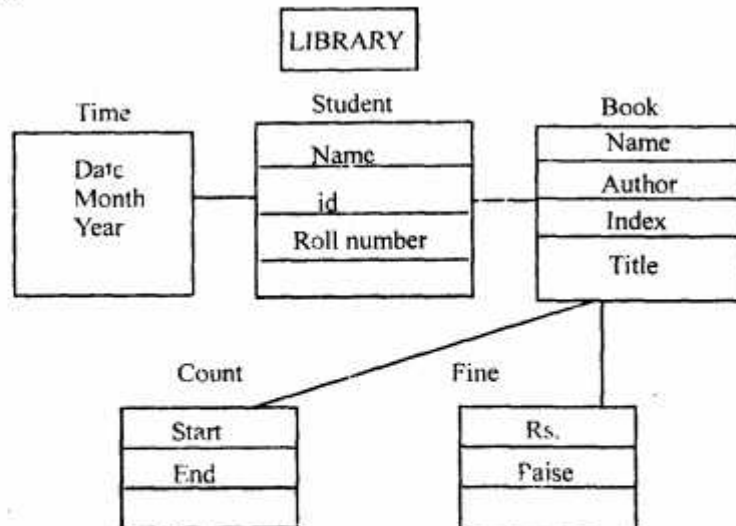 LIBRARY
Time
Date
Month
Year
Student
Name
id
Roll number
Book
Name
Author
Index
Title
Count
Start
End
Fine
Rs.
Paise